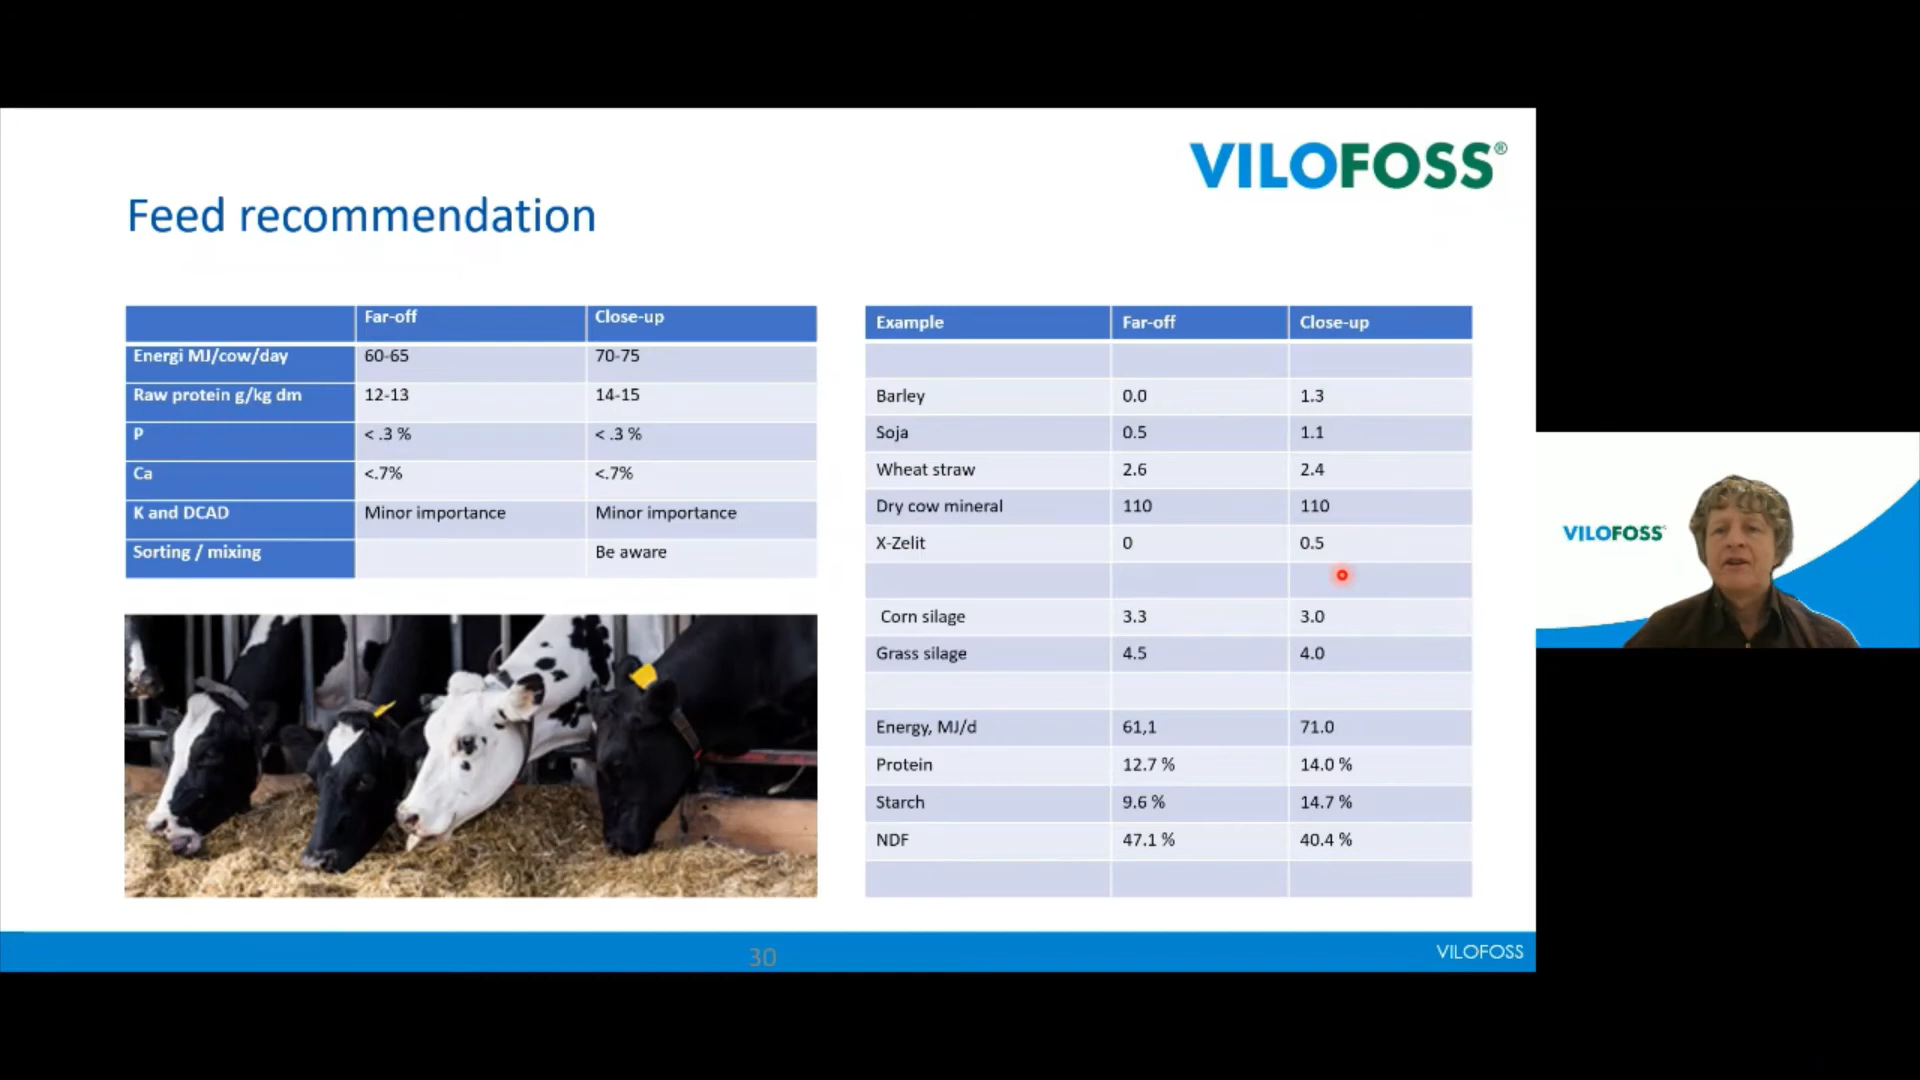 VILOFOSS®
Feed recommendation
Far-off Close-up
Energi MJ/cow/day 60-65 70-75
Raw protein g/kg dm 12-13 14-15
P < .3 % < .3 %
Ca <.7% <.7%
K and DCAD Minor importance Minor importance
Sorting / mixing Be aware
Example Far-off Close-up
Barley 0.0 1.3
Soja 0.5 1.1
Wheat straw 2.6 2.4
Dry cow mineral 110 110
X-Zelit 0 0.5
Corn silage 3.3 3.0
Grass silage 4.5 4.0
Energy, MJ/d 61,1 71.0
Protein 12.7 % 14.0 %
Starch 9.6 % 14.7 %
NDF 47.1 % 40.4 %
30
VILOFOSS
VILOFOSS®